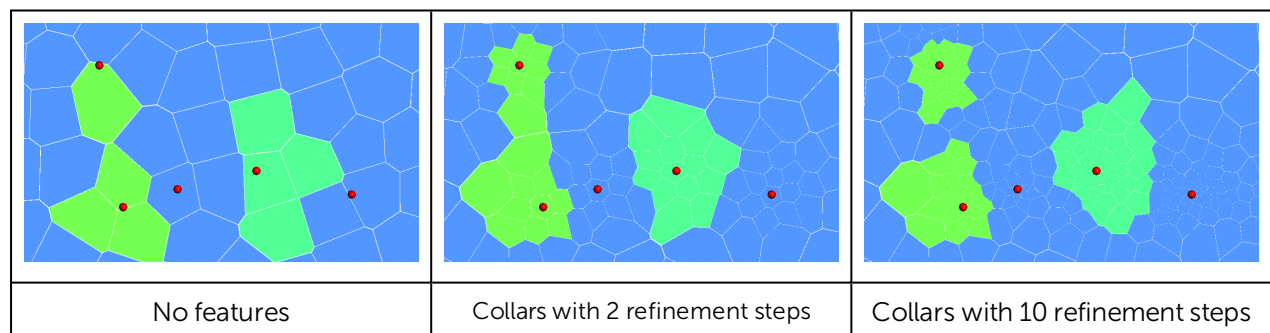 No features
Collars with 2 refinement steps
Collars with 10 refinement steps